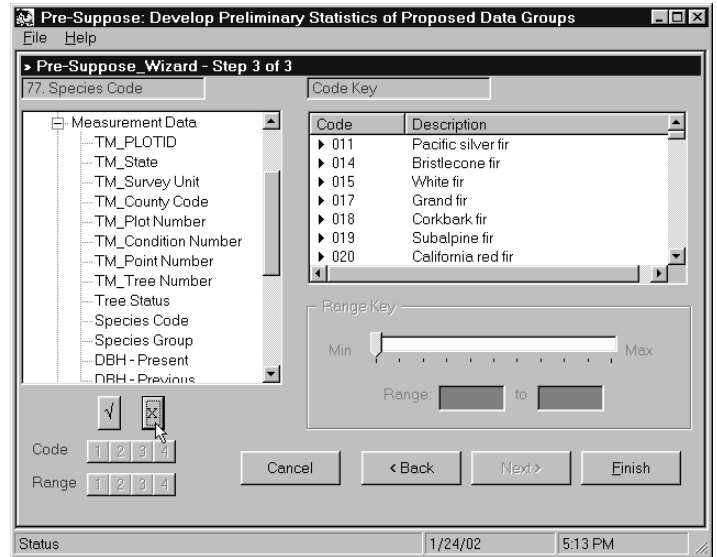 Pre-Suppose: Develop Preliminary Statistics of Proposed Data Groups
File Help
> Pre-Suppose_Wizard - Step 3 of 3
77. Species Code
Code Key
Measurement Data
TM_PLOTID
TM_State
TM_Survey Unit
TM_County Code
TM_Plot Number
TM_Condition Number
TM_Point Number
TM_Tree Number
Tree Status
Species Code
Species Group
DBH - Present
DBH - Previous
Code Description
011 Pacific silver fir
014 Bristlecone fir
015 White fir
017 Grand fir
018 Corkbark fir
019 Subalpine fir
020 California red fir
Range Key
Min Max
Range: to
√ X
Code 1 2 3 4
Range 1 2 3 4
Cancel < Back Next > Finish
Status 1/24/02 5:13 PM